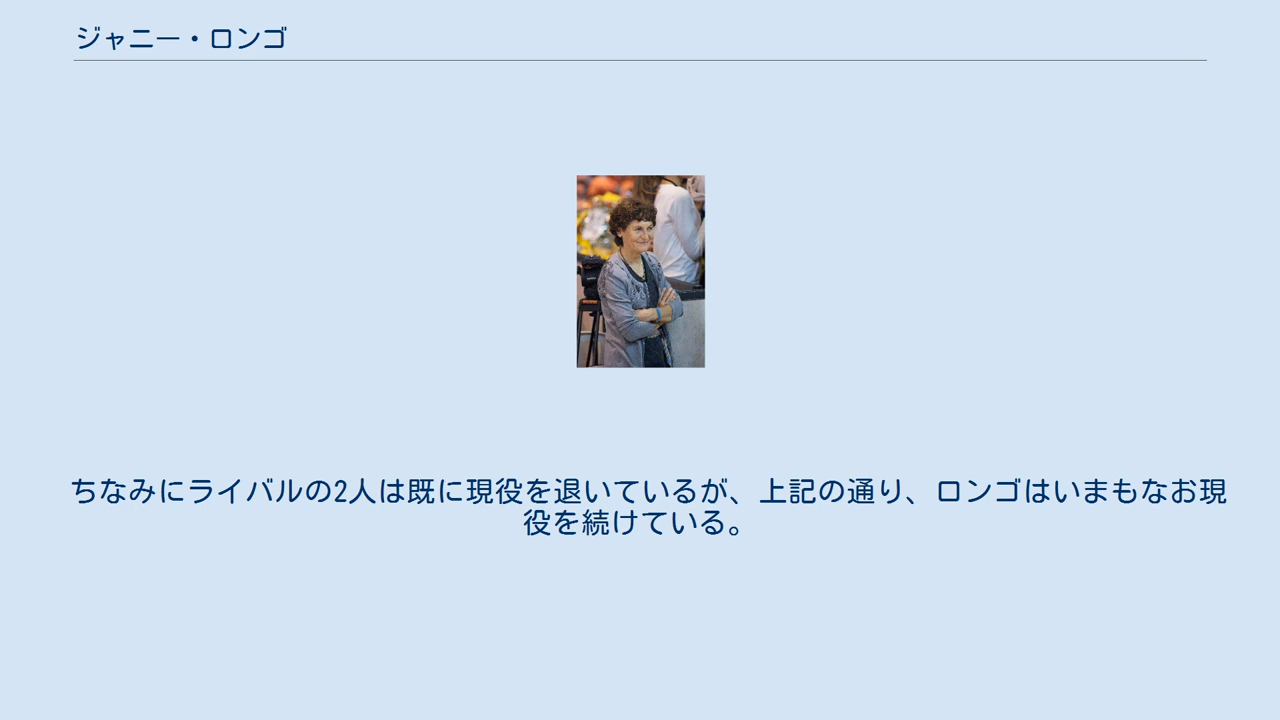 ジャニー・ロンゴ
ちなみにライバルの2人は既に現役を退いているが、上記の通り、ロンゴはいまもなお現
役を続けている。